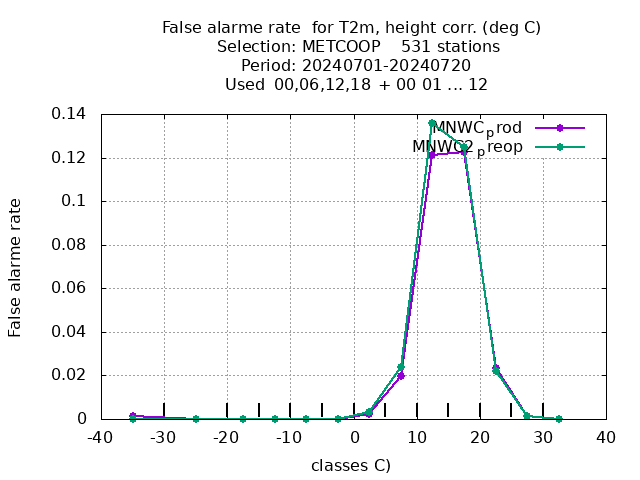 False alarme rate  for T2m, height corr. (deg C)
Selection: METCOOP    531 stations
Period: 20240701-20240720
Used  00,06,12,18 + 00 01 ... 12
0.14
MNWC_prod
MNWC2_preop
0.12
0.1
0.08
0.06
0.04
0.02
0
False alarme rate
-40 -30 -20 -10 0 10 20 30 40
classes C)